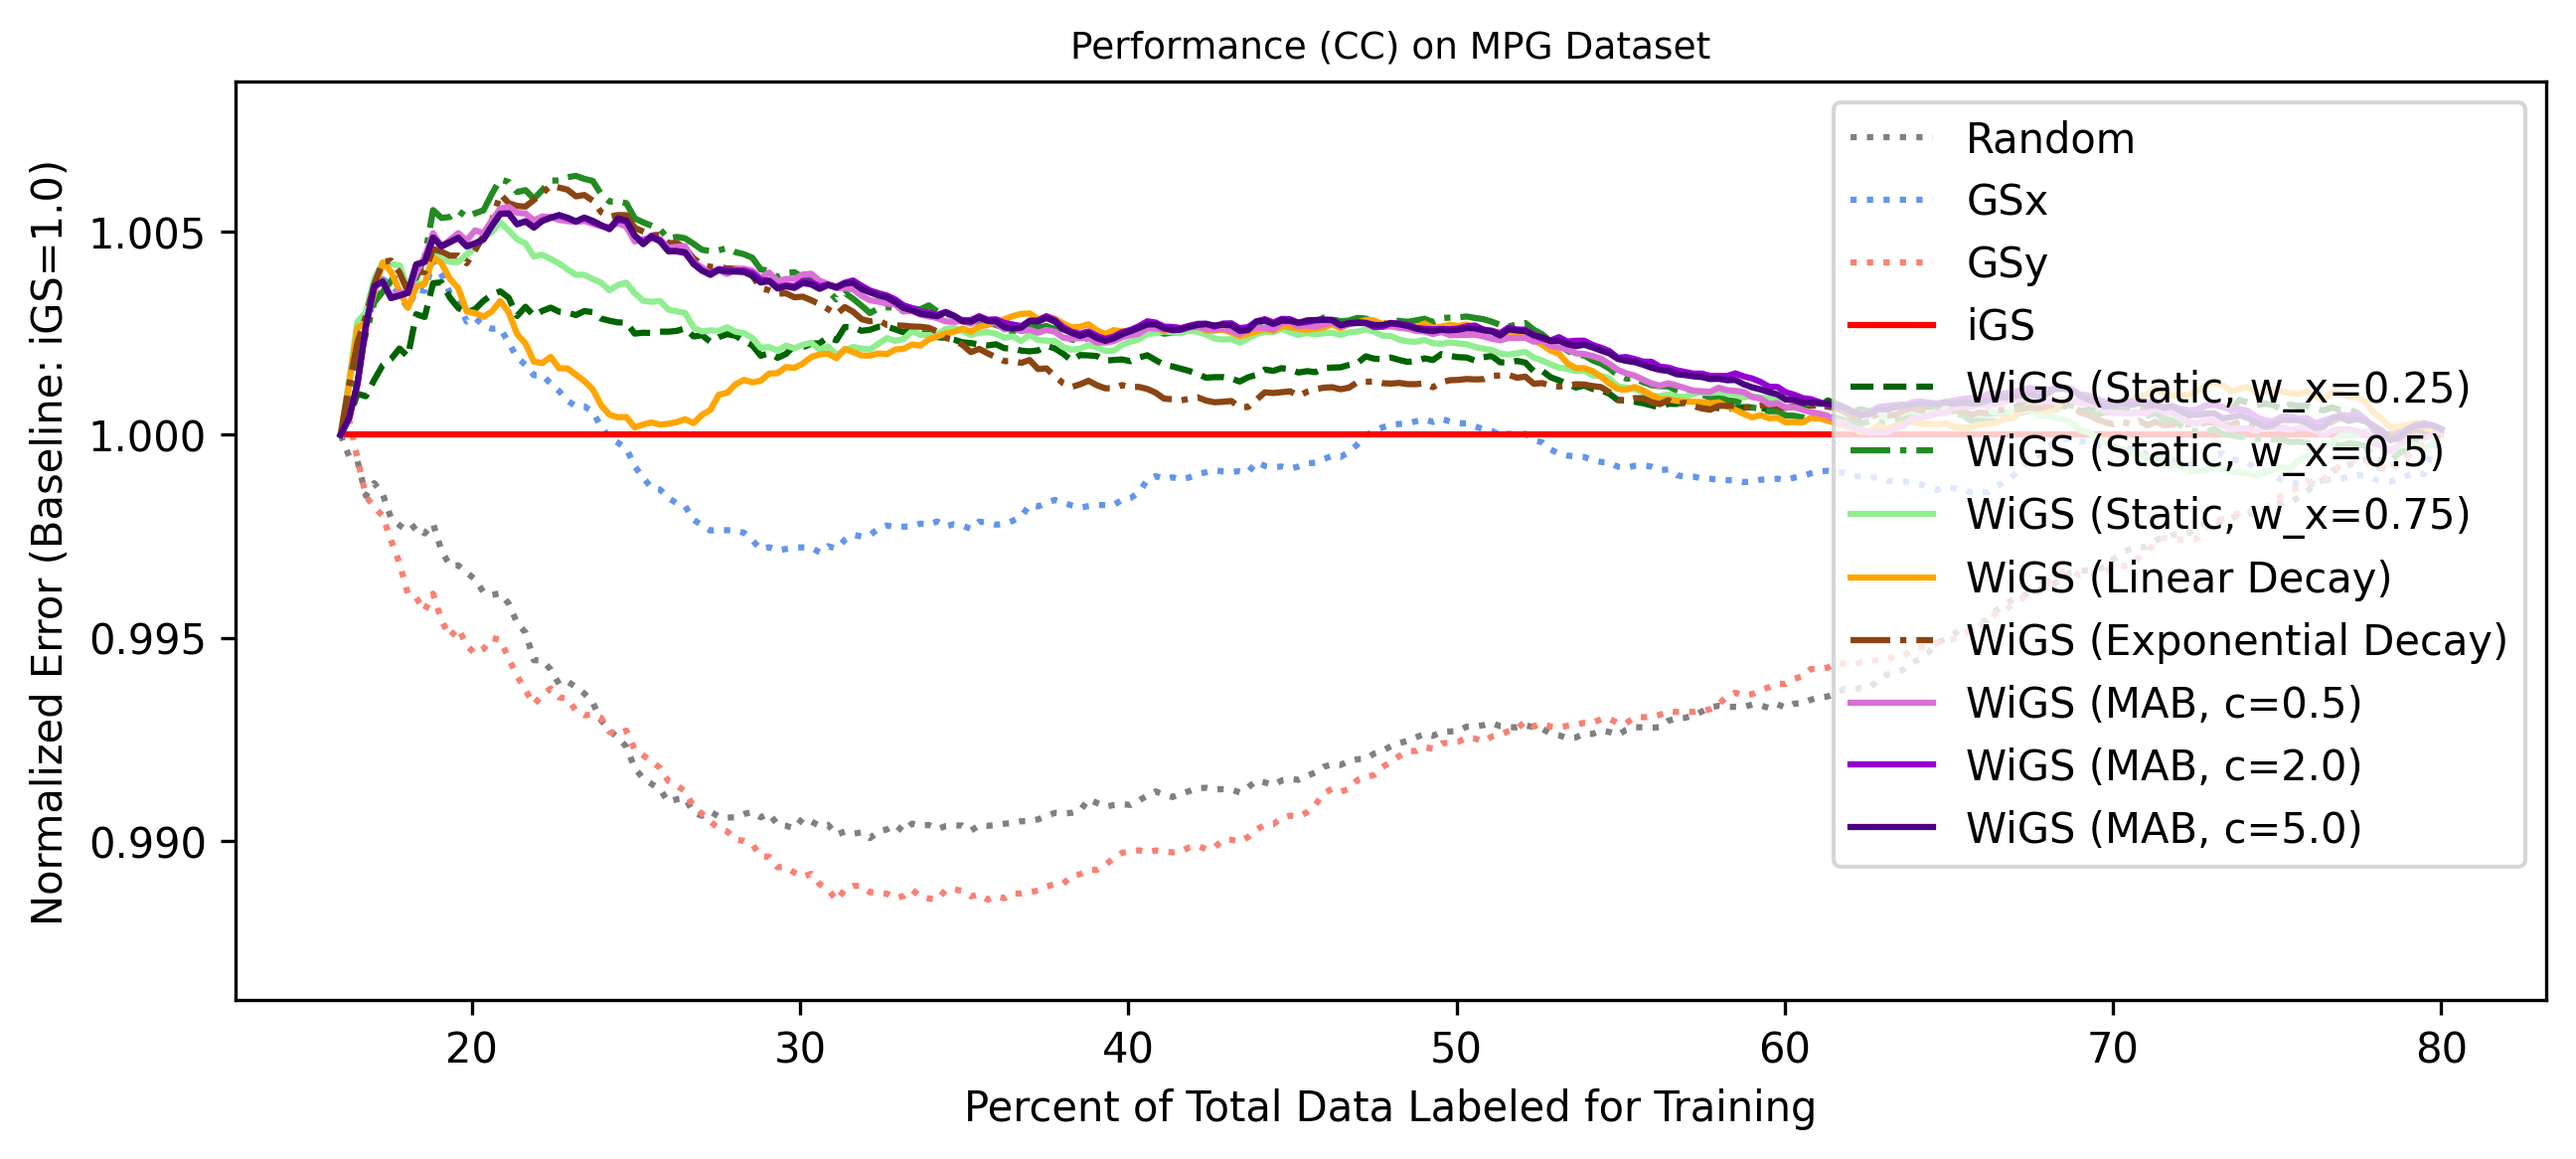 Performance (CC) on MPG Dataset
Normalized Error (Baseline: iGS=1.0)
1.005
1.000
0.995
0.990
20 30 40 50 60 70 80
Percent of Total Data Labeled for Training
Random
GSx
GSy
iGS
WiGS (Static, w_x=0.25)
WiGS (Static, w_x=0.5)
WiGS (Static, w_x=0.75)
WiGS (Linear Decay)
WiGS (Exponential Decay)
WiGS (MAB, c=0.5)
WiGS (MAB, c=2.0)
WiGS (MAB, c=5.0)